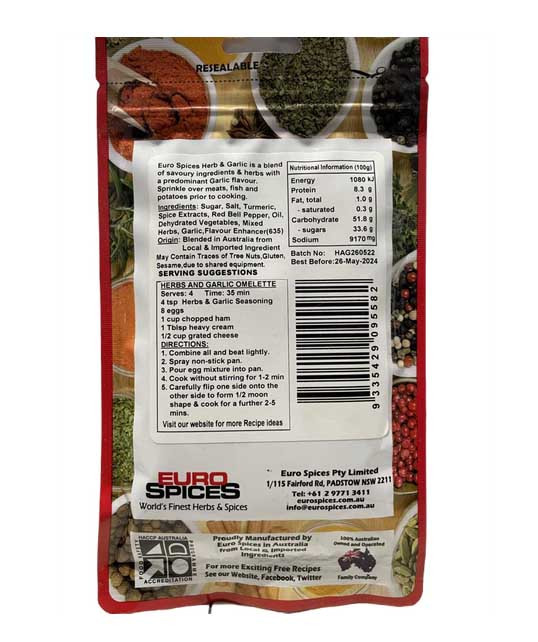 RESEALABLE
Euro Spices Herb & Garlic is a blend
of savoury ingredients & herbs with
a predominant Garlic flavour.
Sprinkle over meats, fish and
potatoes prior to cooking.
Ingredients: Sugar, Salt, Turmeric,
Spice Extracts, Red Bell Pepper, Oil,
Dehydrated Vegetables, Mixed
Herbs, Garlic,Flavour Enhancer(635)
Origin: Blended in Australia from
Local & Imported Ingredient
May Contain Traces of Tree Nuts,Gluten,
Sesame,due to shared equipment.
SERVING SUGGESTIONS
Nutritional Information (100g)
Energy 1080 kJ
Protein 8.3 g
Fat, total 1.0 g
- saturated 0.3 g
Carbohydrate 51.8 g
- sugars 33.6 g
Sodium 9170 mg
Batch No: HAG260522
Best Before:26-May-2024
HERBS AND GARLIC OMELETTE
Serves: 4 Time: 35 min
4 tsp Herbs & Garlic Seasoning
8 eggs
1 cup chopped ham
1 Tblsp heavy cream
1/2 cup grated cheese
DIRECTIONS:
1. Combine all and beat lightly.
2. Spray non-stick pan.
3. Pour egg mixture into pan.
4. Cook without stirring for 1-2 min
5. Carefully flip one side onto the
other side to form 1/2 moon
shape & cook for a further 2-5
mins.
Visit our website for more Recipe ideas
9 335429 095582
EURO
SPICES
World's Finest Herbs & Spices
Euro Spices Pty Limited
1/115 Fairford Rd, PADSTOW NSW 2211
Tel: +61 2 9771 3411
eurospices.com.au
info@eurospices.com.au
HACCP AUSTRALIA
ACCREDITATION
Proudly Manufactured by
Euro Spices in Australia
from Local & Imported
Ingredients
For more Exciting Free Recipes
See our Website, Facebook, Twitter
100% Australian
Owned and Operated
Family Company